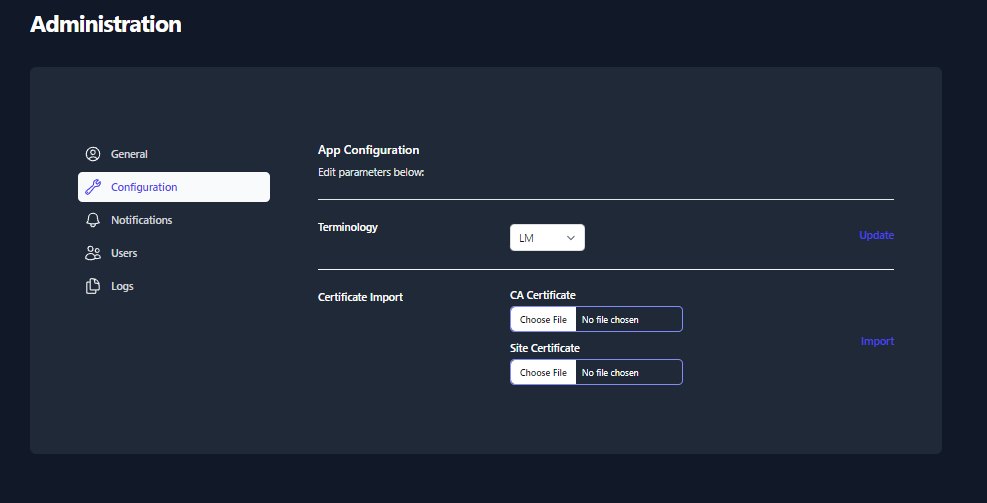 Administration
General
Configuration
Notifications
Users
Logs
App Configuration
Edit parameters below:
Terminology
LM
Update
Certificate Import
CA Certificate
Choose File No file chosen
Site Certificate
Choose File No file chosen
Import